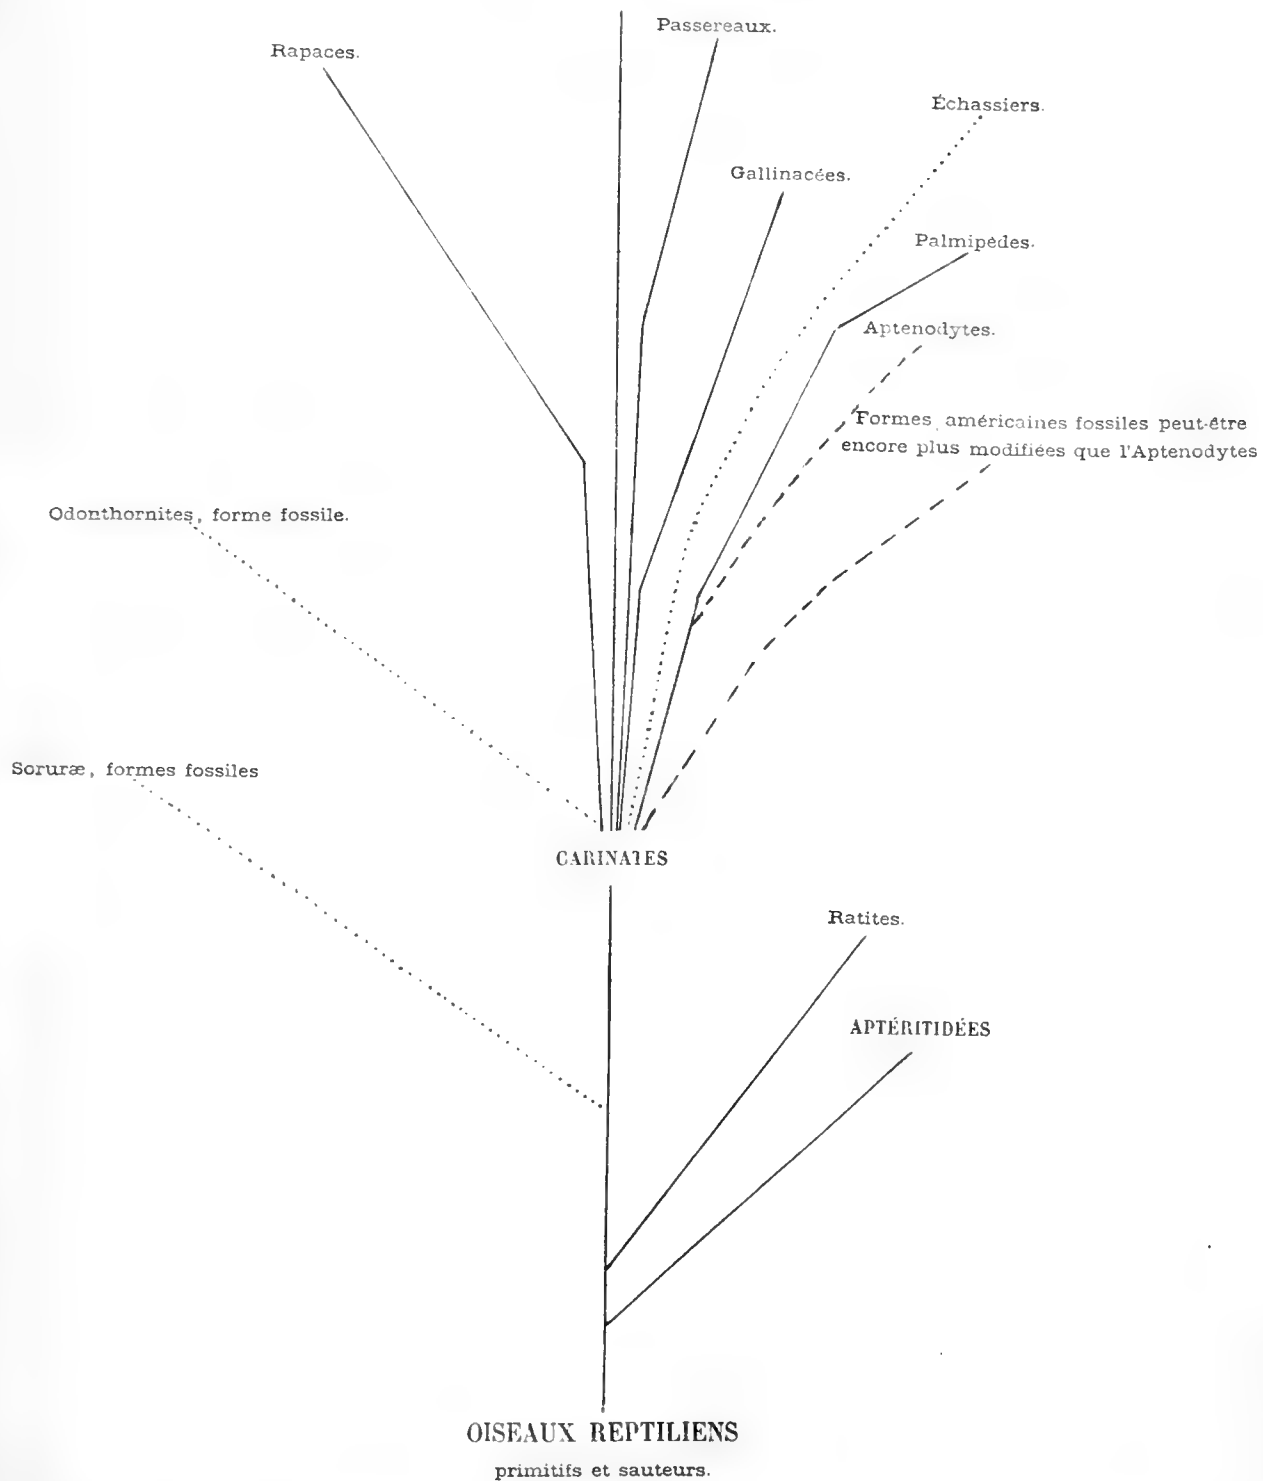 Passereaux.
Rapaces.
Échassiers.
Gallinacées.
Palmipèdes.
Aptenodytes.
Formes américaines fossiles peut-être
encore plus modifiées que l'Aptenodytes
Odonthornites, forme fossile.
Soruræ, formes fossiles
CARINATES
Ratites.
APTÉRITIDÉES
OISEAUX REPTILIENS
primitifs et sauteurs.